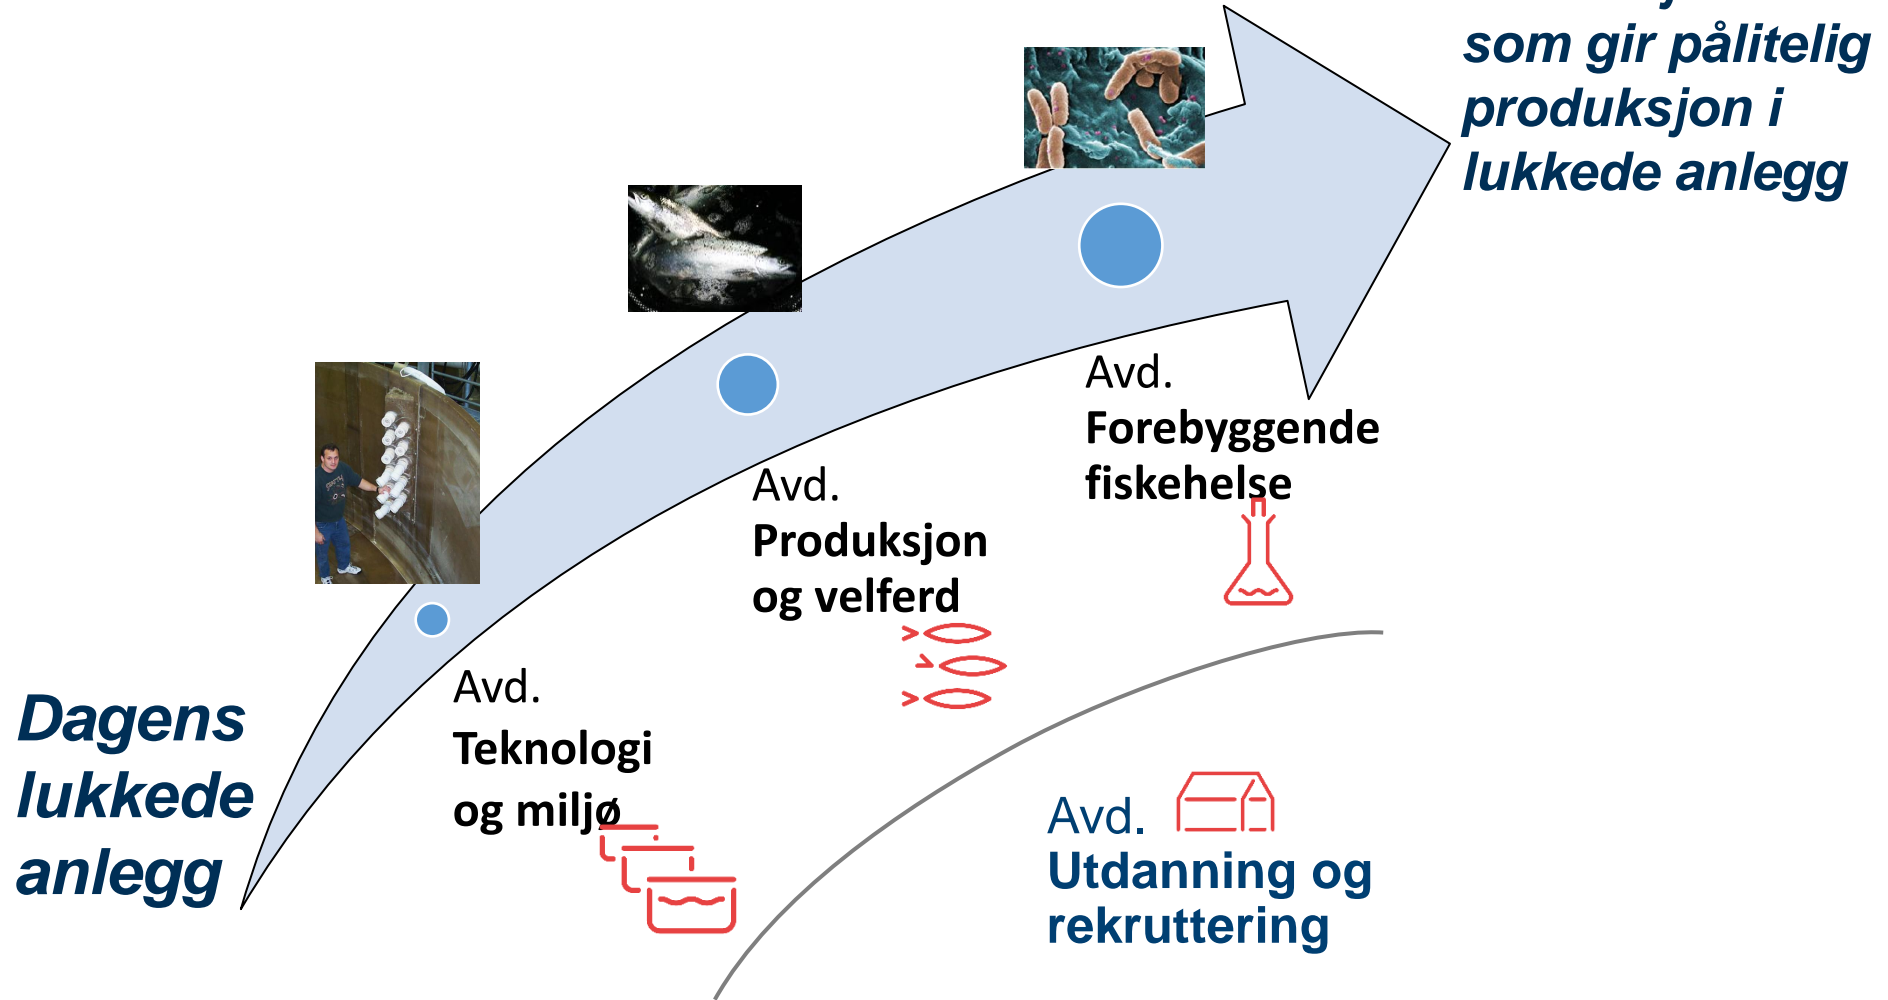 som gir pålitelig
produksjon i
lukkede anlegg
Avd.
Forebyggende
fiskehelse
Avd.
Produksjon
og velferd
Avd.
Teknologi
og miljø
Dagens
lukkede
anlegg
Avd.
Utdanning og
rekruttering